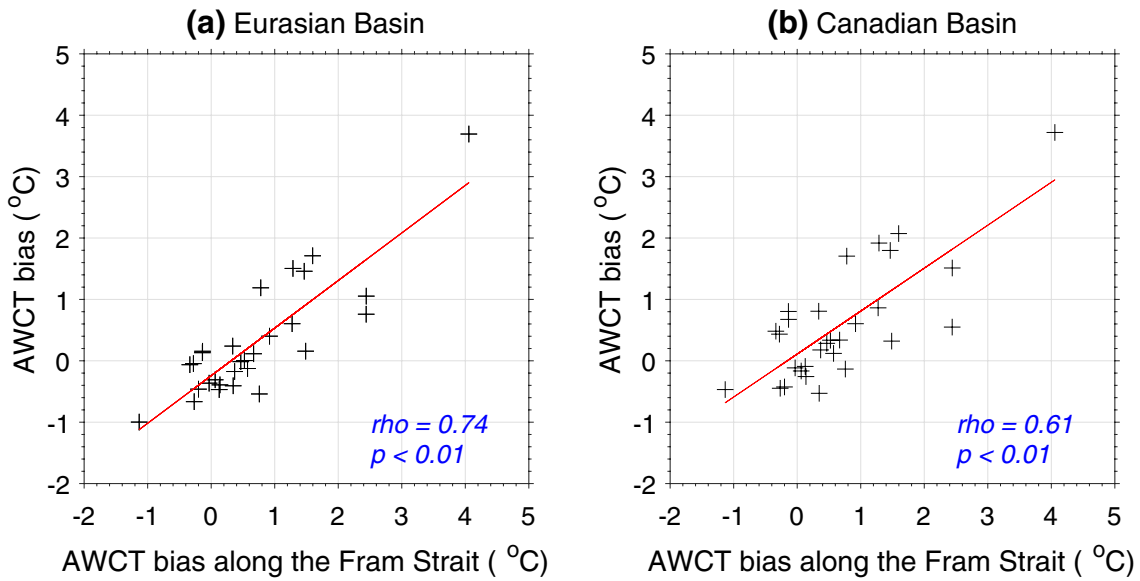 (a) Eurasian Basin
5
4
3
2
1
0
-1
-2
AWCT bias ( °C)
rho = 0.74
p < 0.01
-2 -1 0 1 2 3 4 5
AWCT bias along the Fram Strait ( °C)
(b) Canadian Basin
5
4
3
2
1
0
-1
-2
AWCT bias ( °C)
rho = 0.61
p < 0.01
-2 -1 0 1 2 3 4 5
AWCT bias along the Fram Strait ( °C)